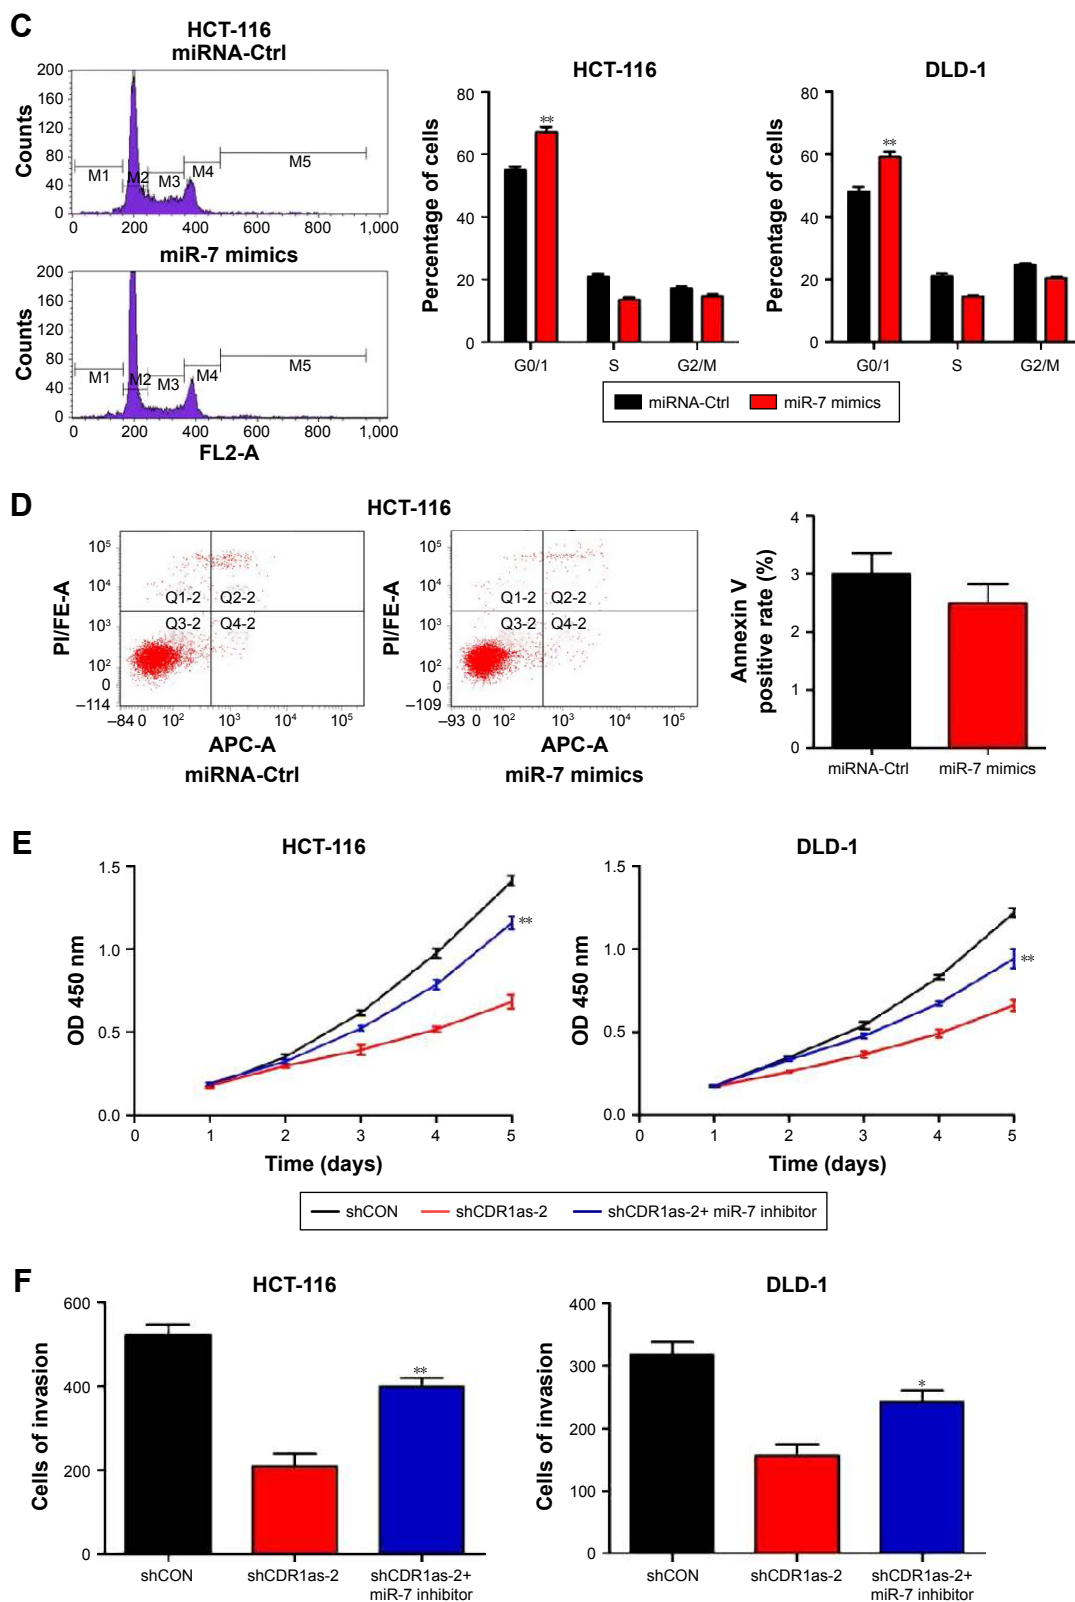 C
HCT-116
miRNA-Ctrl
Counts
200
160
120
80
40
0
M1
M2
M3
M4
M5
0 200 400 600 800 1,000
miR-7 mimics
Counts
200
160
120
80
40
0
M1
M2
M3
M4
M5
0 200 400 600 800 1,000
FL2-A
HCT-116
Percentage of cells
80
60
40
20
0
**
G0/1 S G2/M
DLD-1
Percentage of cells
80
60
40
20
0
**
G0/1 S G2/M
miRNA-Ctrl miR-7 mimics
D
HCT-116
PI/FE-A
10⁵
10⁴
10³
10²
0
–114
Q1-2 Q2-2
Q3-2 Q4-2
–84 0 10² 10³ 10⁴ 10⁵
APC-A
miRNA-Ctrl
PI/FE-A
10⁵
10⁴
10³
10²
0
–109
Q1-2 Q2-2
Q3-2 Q4-2
–93 0 10² 10³ 10⁴ 10⁵
APC-A
miR-7 mimics
Annexin V
positive rate (%)
4
3
2
1
0
miRNA-Ctrl miR-7 mimics
E
HCT-116
OD 450 nm
1.5
1.0
0.5
0.0
**
0 1 2 3 4 5
Time (days)
DLD-1
OD 450 nm
1.5
1.0
0.5
0.0
**
0 1 2 3 4 5
Time (days)
shCON shCDR1as-2 shCDR1as-2+ miR-7 inhibitor
F
HCT-116
Cells of invasion
600
400
200
0
**
shCON shCDR1as-2 shCDR1as-2+
miR-7 inhibitor
DLD-1
Cells of invasion
400
300
200
100
0
*
shCON shCDR1as-2 shCDR1as-2+
miR-7 inhibitor